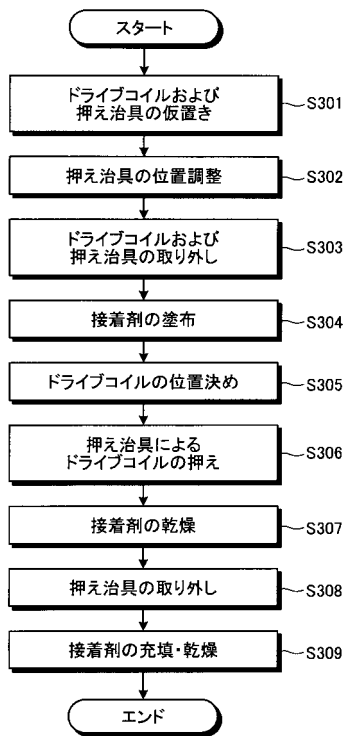 スタート
ドライブコイルおよび
押え治具の仮置き
S301
押え治具の位置調整
S302
ドライブコイルおよび
押え治具の取り外し
S303
接着剤の塗布
S304
ドライブコイルの位置決め
S305
押え治具による
ドライブコイルの押え
S306
接着剤の乾燥
S307
押え治具の取り外し
S308
接着剤の充填・乾燥
S309
エンド